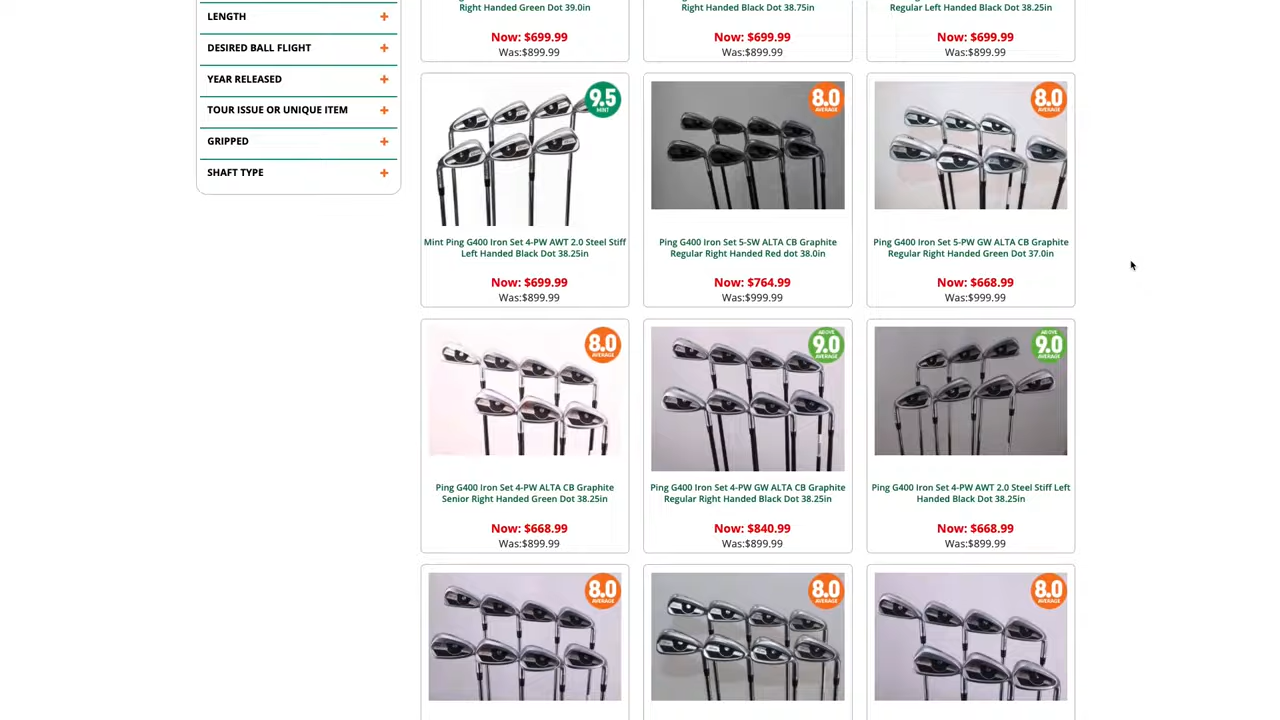 LENGTH
DESIRED BALL FLIGHT
YEAR RELEASED
TOUR ISSUE OR UNIQUE ITEM
GRIPPED
SHAFT TYPE
Right Handed Green Dot 39.0in
Now: $699.99
Was:$899.99
Right Handed Black Dot 38.75in
Now: $699.99
Was:$899.99
Regular Left Handed Black Dot 38.25in
Now: $699.99
Was:$899.99
9.5
MINT
Mint Ping G400 Iron Set 4-PW AWT 2.0 Steel Stiff
Left Handed Black Dot 38.25in
Now: $699.99
Was:$899.99
8.0
AVERAGE
Ping G400 Iron Set 5-SW ALTA CB Graphite
Regular Right Handed Red dot 38.0in
Now: $764.99
Was:$999.99
8.0
AVERAGE
Ping G400 Iron Set 5-PW GW ALTA CB Graphite
Regular Right Handed Green Dot 37.0in
Now: $668.99
Was:$999.99
8.0
AVERAGE
Ping G400 Iron Set 4-PW ALTA CB Graphite
Senior Right Handed Green Dot 38.25in
Now: $668.99
Was:$899.99
ABOVE
9.0
AVERAGE
Ping G400 Iron Set 4-PW GW ALTA CB Graphite
Regular Right Handed Black Dot 38.25in
Now: $840.99
Was:$899.99
ABOVE
9.0
AVERAGE
Ping G400 Iron Set 4-PW AWT 2.0 Steel Stiff Left
Handed Black Dot 38.25in
Now: $668.99
Was:$899.99
8.0
AVERAGE
8.0
AVERAGE
8.0
AVERAGE